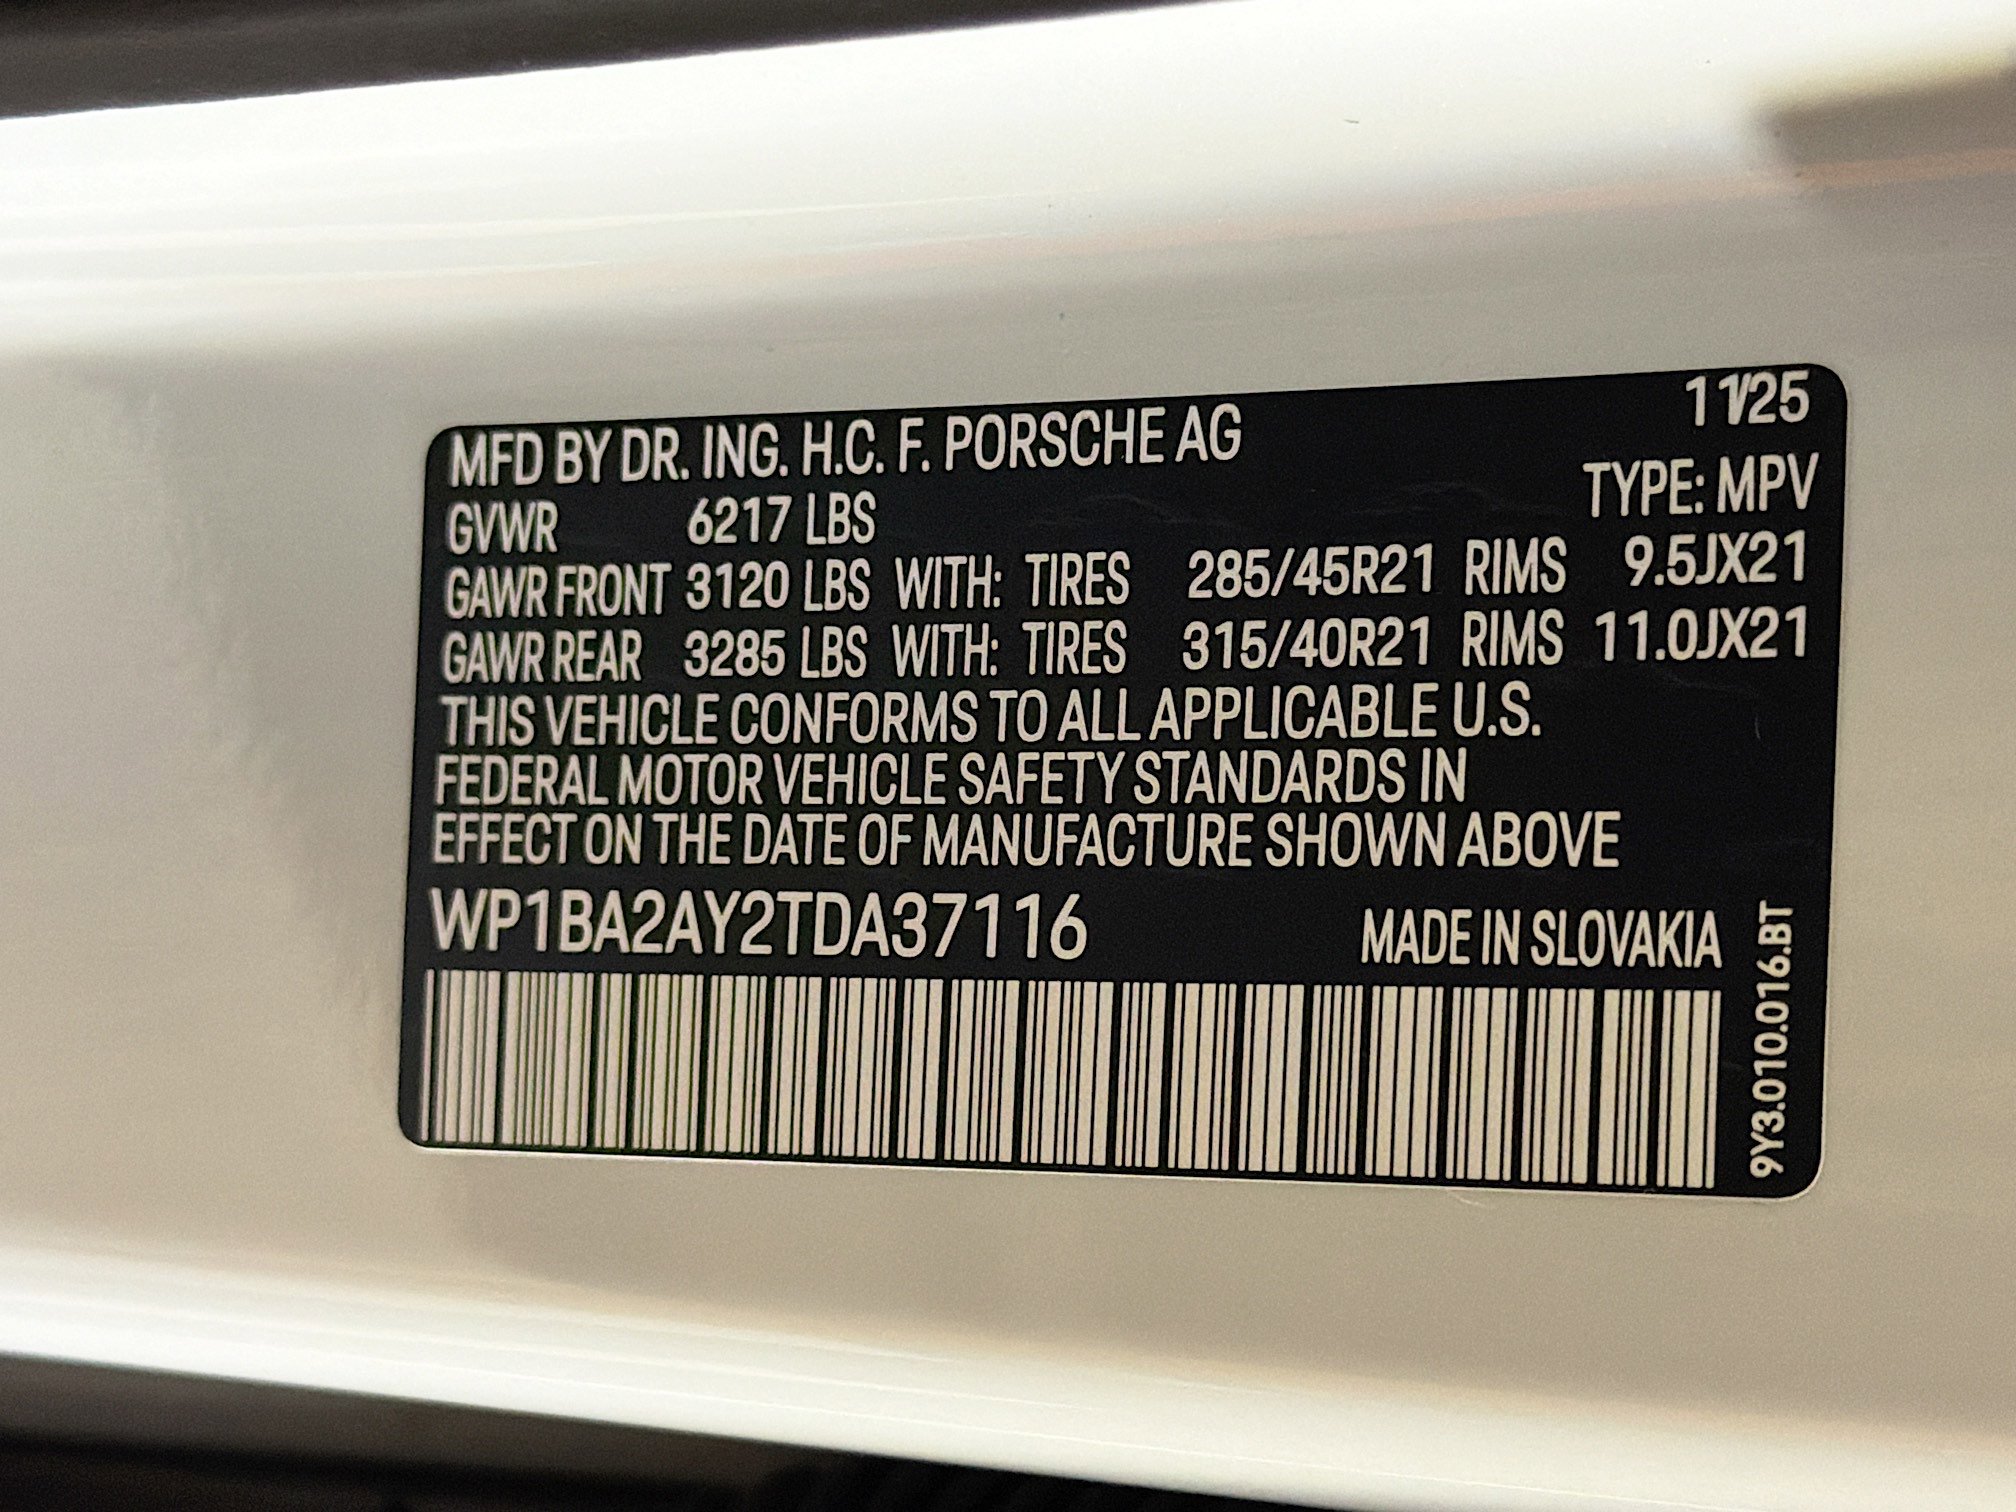 MFD BY DR. ING. H.C. F. PORSCHE AG 11/25
GVWR 6217 LBS TYPE: MPV
GAWR FRONT 3120 LBS WITH: TIRES 285/45R21 RIMS 9.5JX21
GAWR REAR 3285 LBS WITH: TIRES 315/40R21 RIMS 11.0JX21
THIS VEHICLE CONFORMS TO ALL APPLICABLE U.S.
FEDERAL MOTOR VEHICLE SAFETY STANDARDS IN
EFFECT ON THE DATE OF MANUFACTURE SHOWN ABOVE
WP1BA2AY2TDA37116 MADE IN SLOVAKIA
9Y3.010.016.BT